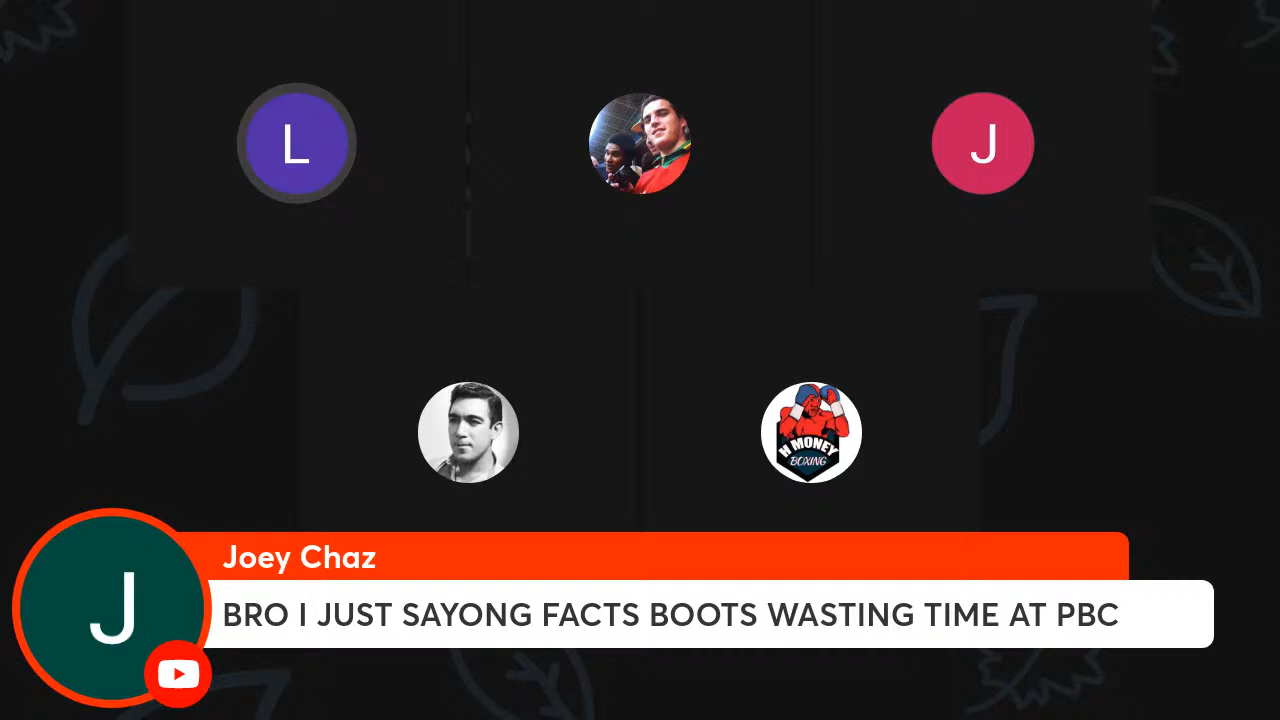 L
J
H MONEY
BOXING
J
Joey Chaz
BRO I JUST SAYONG FACTS BOOTS WASTING TIME AT PBC